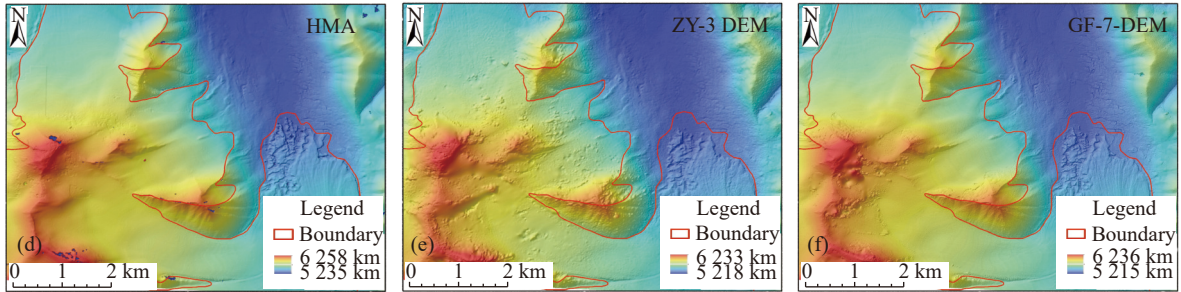 N
HMA
Legend
Boundary
6 258 km
5 235 km
(d)
0 1 2 km
N
ZY-3 DEM
Legend
Boundary
6 233 km
5 218 km
(e)
0 1 2 km
N
GF-7-DEM
Legend
Boundary
6 236 km
5 215 km
(f)
0 1 2 km